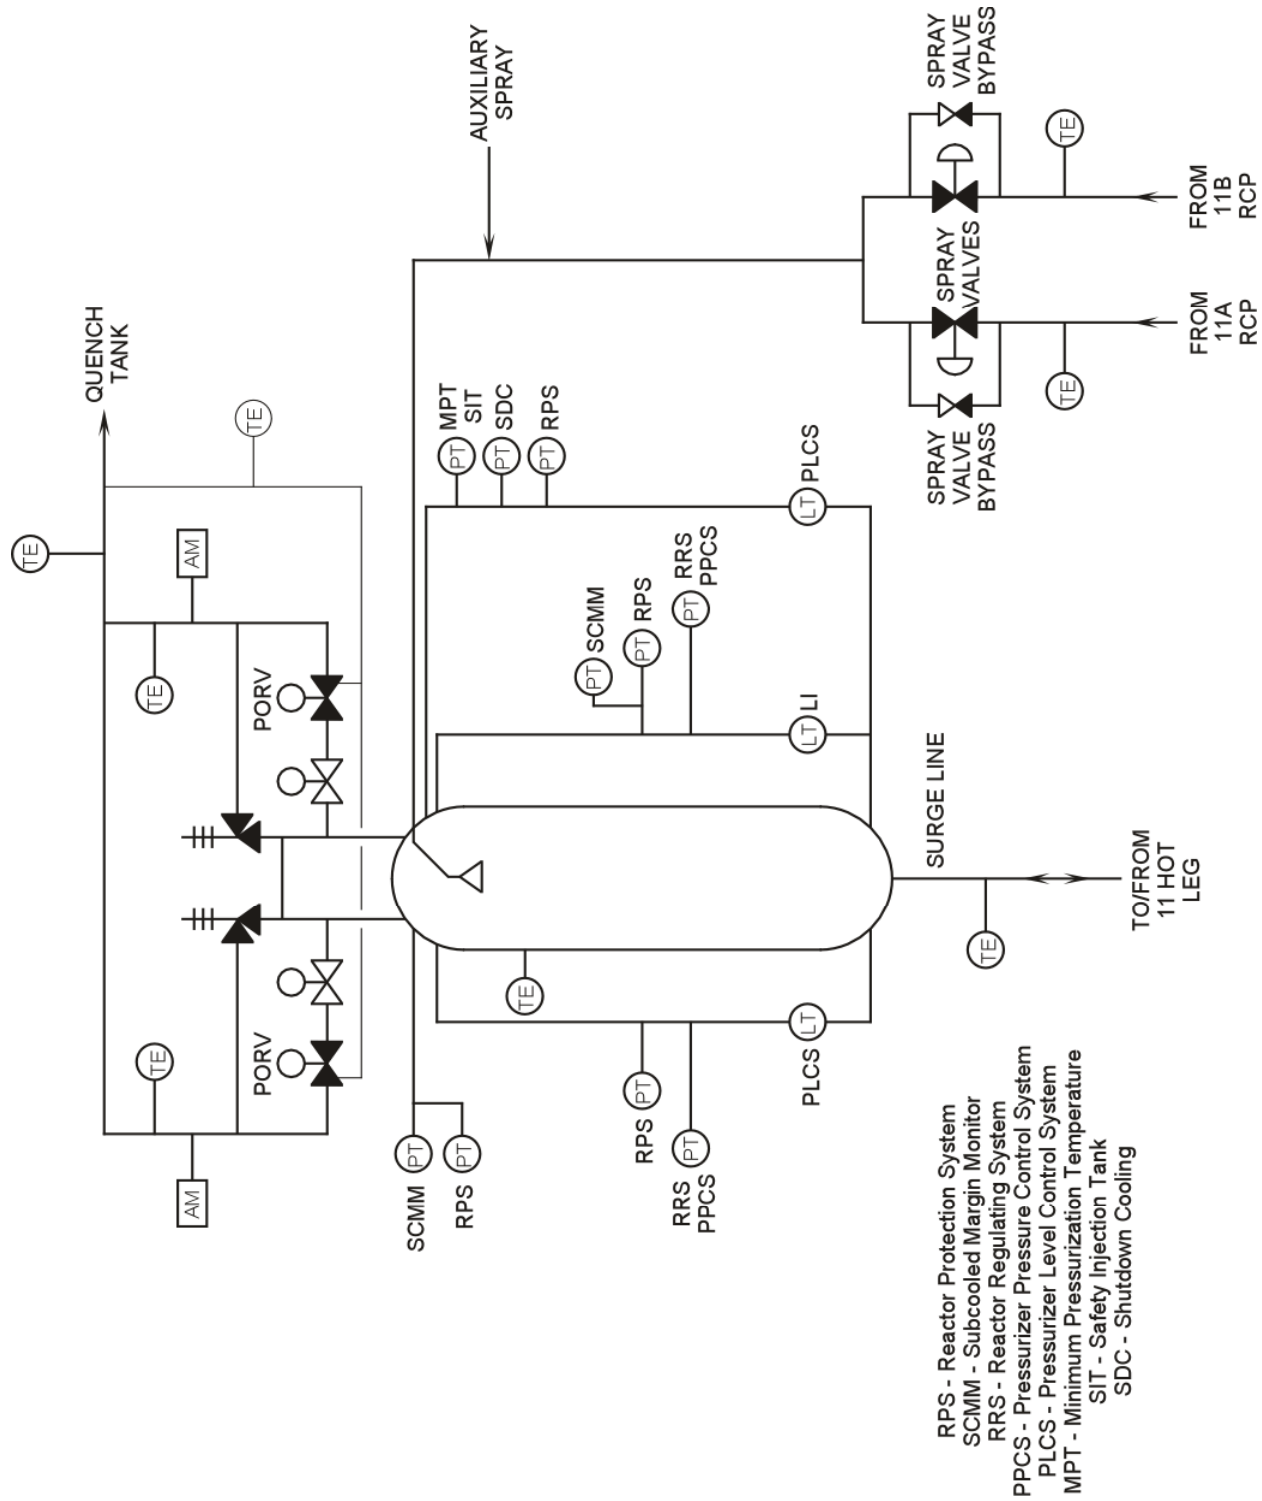 QUENCH
TANK
TE
TE
AM
TE
PORV
TE
PORV
AM
AUXILIARY
SPRAY
MPT
SIT
PT
SDC
PT
RPS
PT
SCMM
PT
RPS
PT
RRS
PPCS
PT
LT
PLCS
LT
LI
TE
SCMM
PT
RPS
PT
RPS
PT
RRS
PPCS
PT
PLCS
LT
SURGE LINE
TE
TO/FROM
11 HOT
LEG
SPRAY
VALVE
BYPASS
SPRAY
VALVES
SPRAY
VALVE
BYPASS
TE
TE
FROM
11A
RCP
FROM
11B
RCP
RPS - Reactor Protection System
SCMM - Subcooled Margin Monitor
RRS - Reactor Regulating System
PPCS - Pressurizer Pressure Control System
PLCS - Pressurizer Level Control System
MPT - Minimum Pressurization Temperature
SIT - Safety Injection Tank
SDC - Shutdown Cooling